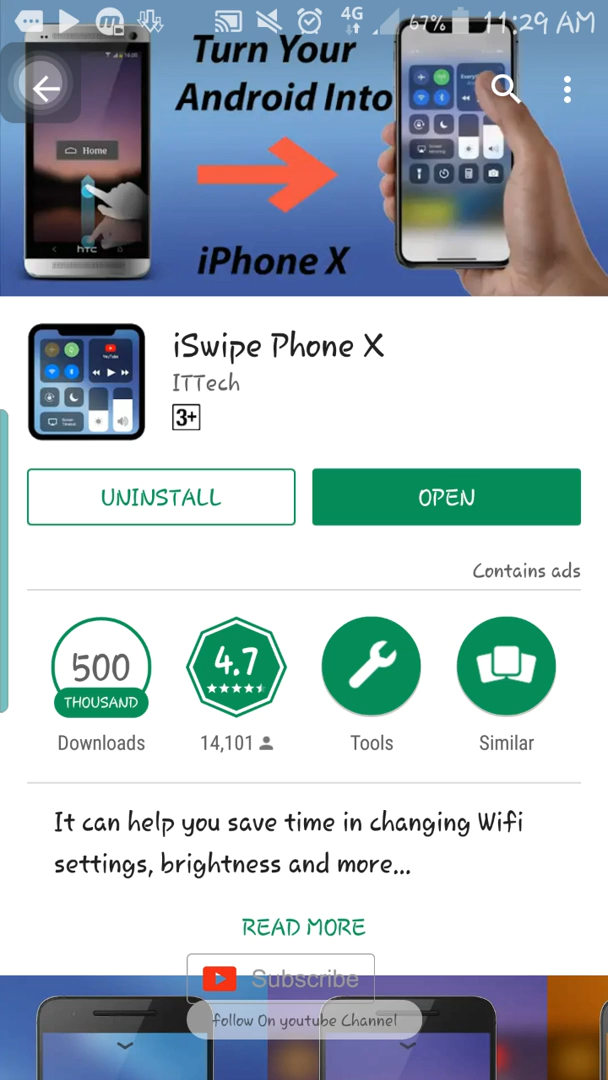 4G
67%
11:29 AM
Turn Your
Android Into
iPhone X
Home
hTC
iSwipe Phone X
ITTech
3+
YouTube
UNINSTALL
OPEN
Contains ads
500
THOUSAND
4.7
Downloads
14,101
Tools
Similar
It can help you save time in changing Wifi
settings, brightness and more...
READ MORE
Subscribe
follow On youtube Channel